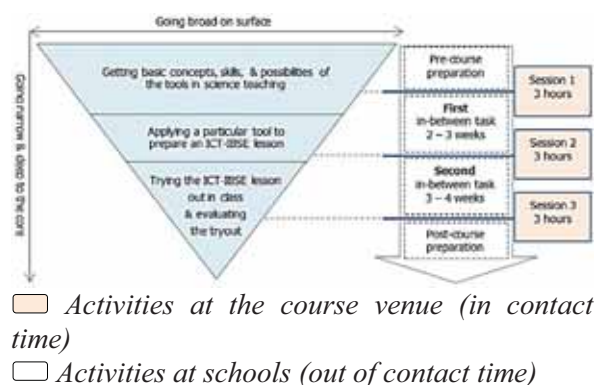 Going broad on surface
Going narrow & deep to the core
Getting basic concepts, skills, & possibilities of
the tools in science teaching
Applying a particular tool to
prepare an ICT-IBSE lesson
Trying the ICT-IBSE lesson
out in class
& evaluating
the tryout
Pre-course
preparation
Session 1
3 hours
First
in-between task
2 – 3 weeks
Session 2
3 hours
Second
in-between task
3 – 4 weeks
Session 3
3 hours
Post-course
preparation
Activities at the course venue (in contact
time)
Activities at schools (out of contact time)